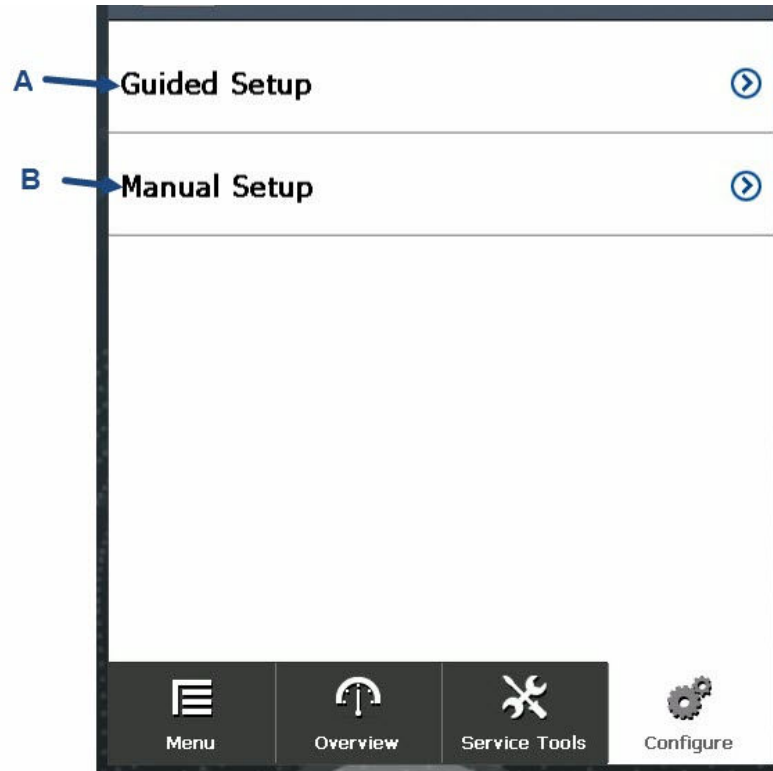 A
Guided Setup
B
Manual Setup
Menu
Overview
Service Tools
Configure